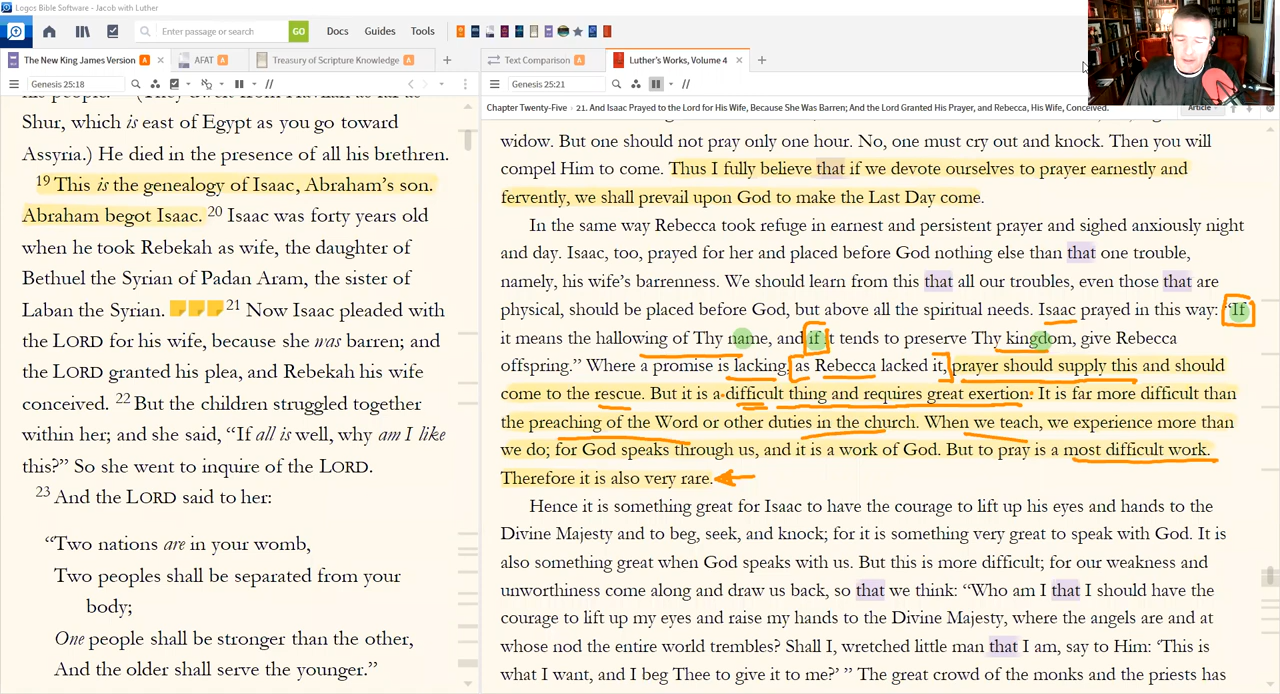 Logos Bible Software - Jacob with Luther
Enter passage or search
GO
Docs
Guides
Tools
The New King James Version A
AFAT A
Treasury of Scripture Knowledge A
Text Comparison A
Luther's Works, Volume 4
Genesis 25:18
Genesis 25:21
Chapter Twenty-Five › 21. And Isaac Prayed to the Lord for His Wife, Because She Was Barren; And the Lord Granted His Prayer, and Rebecca, His Wife, Conceived.
Article
Shur, which is east of Egypt as you go toward
Assyria.) He died in the presence of all his brethren.
19 This is the genealogy of Isaac, Abraham's son.
Abraham begot Isaac. 20 Isaac was forty years old
when he took Rebekah as wife, the daughter of
Bethuel the Syrian of Padan Aram, the sister of
Laban the Syrian. 21 Now Isaac pleaded with
the LORD for his wife, because she was barren; and
the LORD granted his plea, and Rebekah his wife
conceived. 22 But the children struggled together
within her; and she said, "If all is well, why am I like
this?" So she went to inquire of the LORD.
23 And the LORD said to her:
"Two nations are in your womb,
Two peoples shall be separated from your
body;
One people shall be stronger than the other,
And the older shall serve the younger."
widow. But one should not pray only one hour. No, one must cry out and knock. Then you will
compel Him to come. Thus I fully believe that if we devote ourselves to prayer earnestly and
fervently, we shall prevail upon God to make the Last Day come.
In the same way Rebecca took refuge in earnest and persistent prayer and sighed anxiously night
and day. Isaac, too, prayed for her and placed before God nothing else than that one trouble,
namely, his wife's barrenness. We should learn from this that all our troubles, even those that are
physical, should be placed before God, but above all the spiritual needs. Isaac prayed in this way: "If
it means the hallowing of Thy name, and if it tends to preserve Thy kingdom, give Rebecca
offspring." Where a promise is lacking, as Rebecca lacked it, prayer should supply this and should
come to the rescue. But it is a difficult thing and requires great exertion. It is far more difficult than
the preaching of the Word or other duties in the church. When we teach, we experience more than
we do; for God speaks through us, and it is a work of God. But to pray is a most difficult work.
Therefore it is also very rare.
Hence it is something great for Isaac to have the courage to lift up his eyes and hands to the
Divine Majesty and to beg, seek, and knock; for it is something very great to speak with God. It is
also something great when God speaks with us. But this is more difficult; for our weakness and
unworthiness come along and draw us back, so that we think: "Who am I that I should have the
courage to lift up my eyes and raise my hands to the Divine Majesty, where the angels are and at
whose nod the entire world trembles? Shall I, wretched little man that I am, say to Him: 'This is
what I want, and I beg Thee to give it to me?' " The great crowd of the monks and the priests has